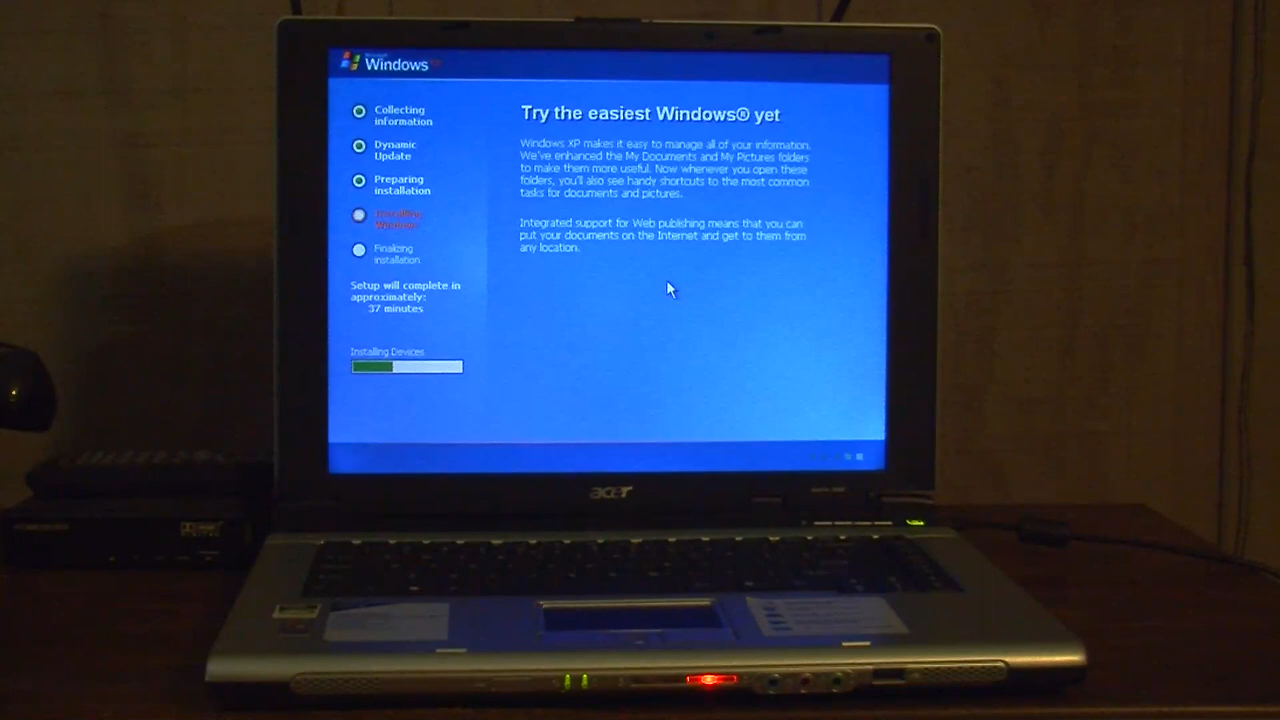 Microsoft
Windows XP
Collecting
information
Dynamic
Update
Preparing
installation
Installing
Windows
Finalizing
installation
Setup will complete in
approximately:
37 minutes
Installing Devices
Try the easiest Windows® yet
Windows XP makes it easy to manage all of your information.
We've enhanced the My Documents and My Pictures folders
to make them more useful. Now whenever you open these
folders, you'll also see handy shortcuts to the most common
tasks for documents and pictures.
Integrated support for Web publishing means that you can
put your documents on the Internet and get to them from
any location.
acer